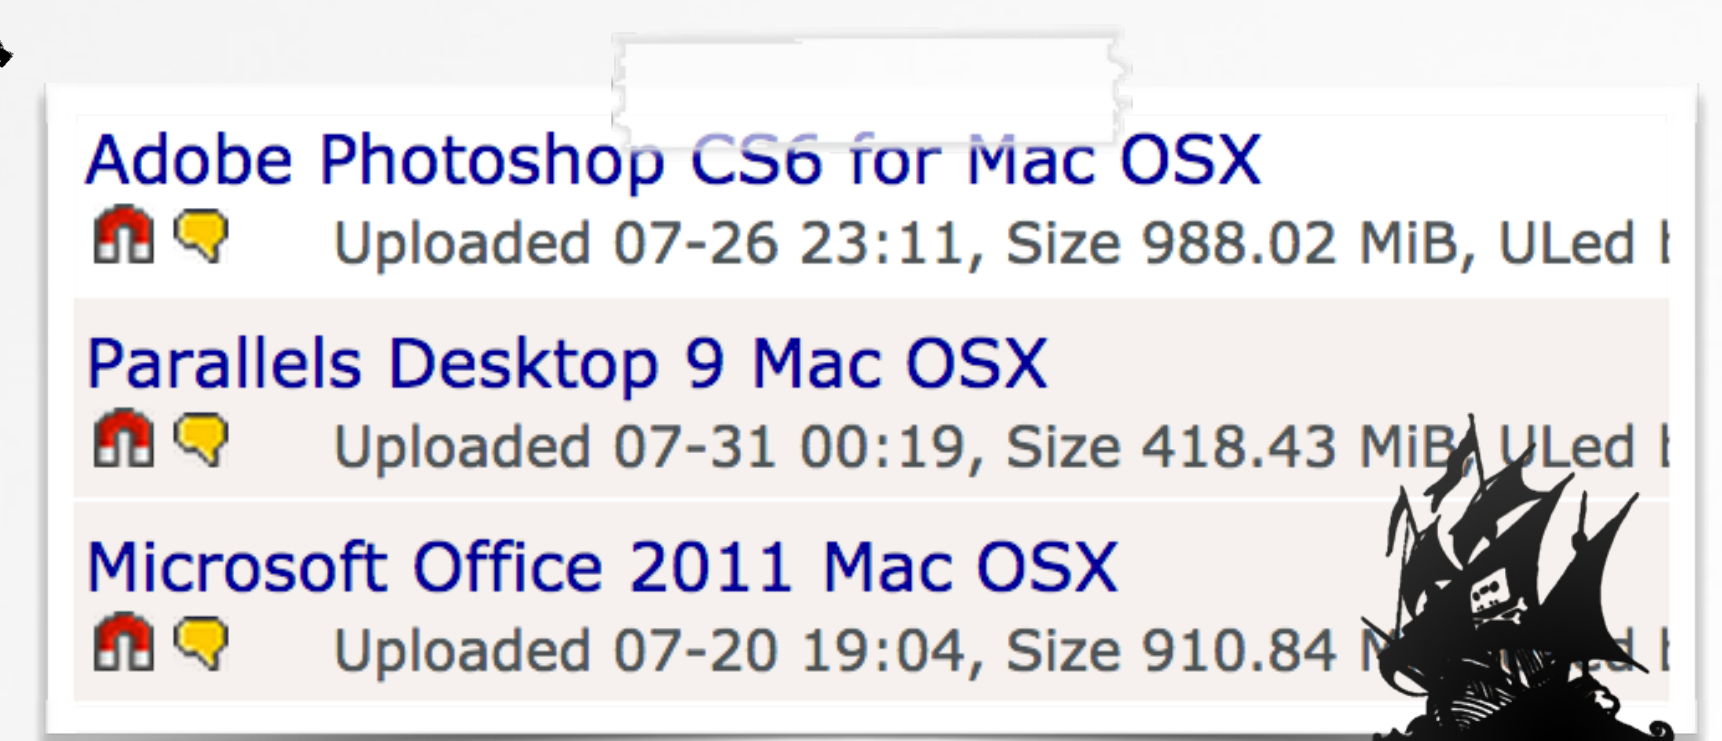 Adobe Photoshop CS6 for Mac OSX
Uploaded 07-26 23:11, Size 988.02 MiB, ULed
Parallels Desktop 9 Mac OSX
Uploaded 07-31 00:19, Size 418.43 MiB, ULed
Microsoft Office 2011 Mac OSX
Uploaded 07-20 19:04, Size 910.84